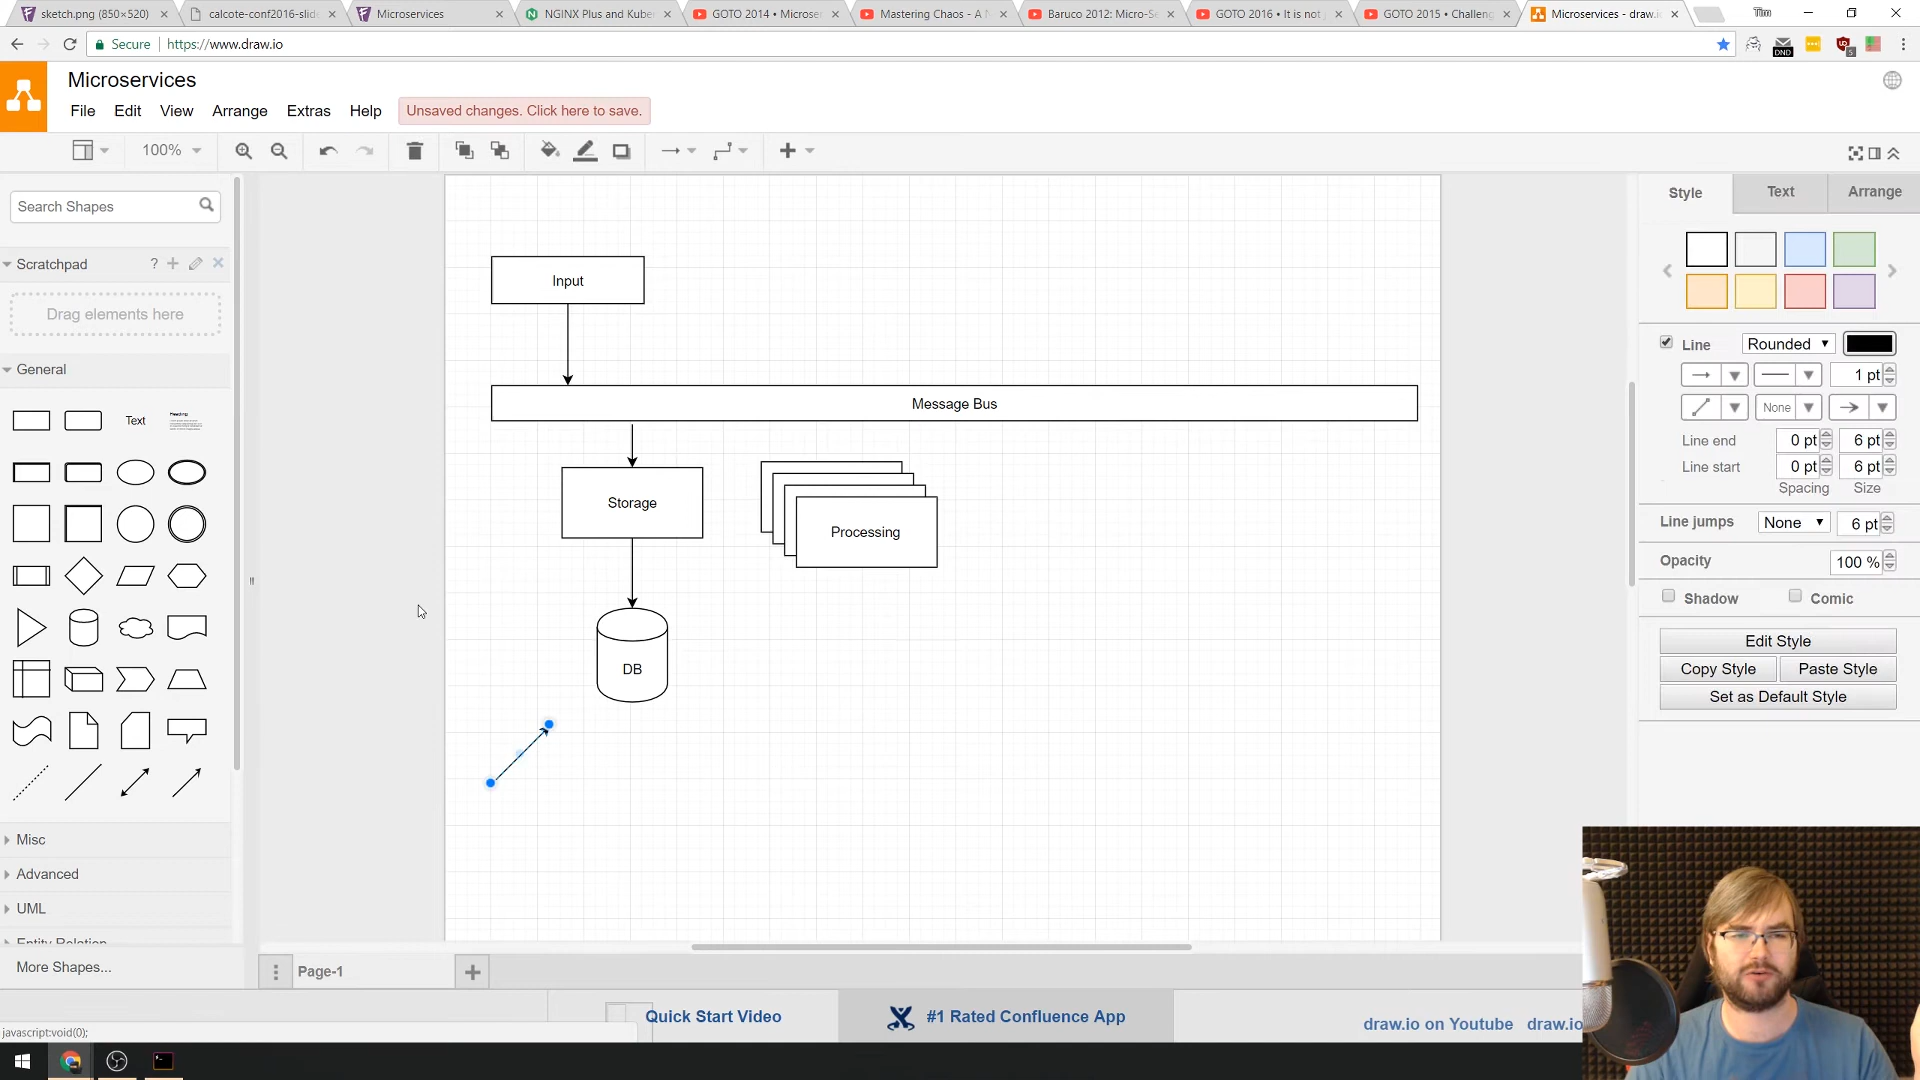 sketch.png (850×520)
calcote-conf2016-slid
Microservices
NGINX Plus and Kube
GOTO 2014 • Microse
Mastering Chaos - A
Baruco 2012: Micro-Se
GOTO 2016 • It is not
GOTO 2015 • Challeng
Microservices - draw.i
Tim
Secure
https://www.draw.io
DND
5
Microservices
File
Edit
View
Arrange
Extras
Help
Unsaved changes. Click here to save.
100%
Search Shapes
Scratchpad
?
Drag elements here
General
Text
Heading
Misc
Advanced
UML
Entity Relation
More Shapes...
Input
Message Bus
Storage
Processing
DB
Style
Text
Arrange
Line
Rounded
1 pt
None
Line end
0 pt
6 pt
Line start
0 pt
6 pt
Spacing
Size
Line jumps
None
6 pt
Opacity
100 %
Shadow
Comic
Edit Style
Copy Style
Paste Style
Set as Default Style
Page-1
Quick Start Video
#1 Rated Confluence App
draw.io on Youtube
draw.io
javascript:void(0);